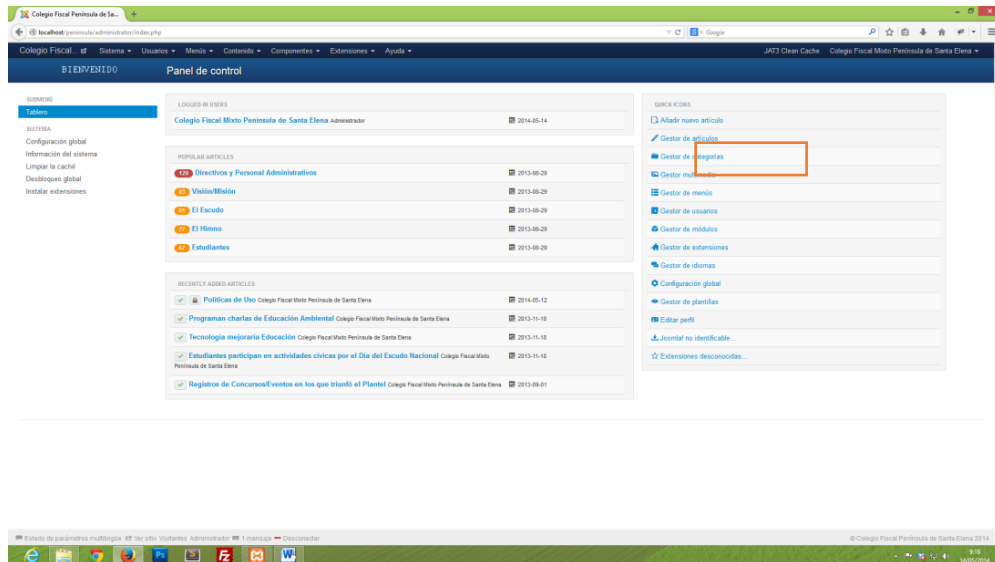 Colegio Fiscal Península de Sa...
localhost/peninsula/administrator/index.php
Google
Colegio Fiscal... Sistema Usuarios Menús Contenido Componentes Extensiones Ayuda JAT3 Clean Cache Colegio Fiscal Mixto Península de Santa Elena
BIENVENIDO Panel de control
SUBMENÚ
Tablero
SISTEMA
Configuración global
Información del sistema
Limpiar la caché
Desbloqueo global
Instalar extensiones
LOGGED-IN USERS
Colegio Fiscal Mixto Península de Santa Elena Administrador 2014-05-14
POPULAR ARTICLES
129 Directivos y Personal Administrativos 2013-08-29
Visión/Misión 2013-08-29
81 El Escudo 2013-08-29
77 El Himno 2013-08-29
67 Estudiantes 2013-08-29
RECENTLY ADDED ARTICLES
Políticas de Uso Colegio Fiscal Mixto Península de Santa Elena 2014-05-12
Programan charlas de Educación Ambiental Colegio Fiscal Mixto Península de Santa Elena 2013-11-18
Tecnología mejoraría Educación Colegio Fiscal Mixto Península de Santa Elena 2013-11-18
Estudiantes participan en actividades cívicas por el Día del Escudo Nacional Colegio Fiscal Mixto 2013-11-18
Península de Santa Elena
Registros de Concursos/Eventos en los que triunfó el Plantel Colegio Fiscal Mixto Península de Santa Elena 2013-09-01
QUICK ICONS
Añadir nuevo artículo
Gestor de artículos
Gestor de categorías
Gestor multimedia
Gestor de menús
Gestor de usuarios
Gestor de módulos
Gestor de extensiones
Gestor de idiomas
Configuración global
Gestor de plantillas
Editar perfil
Joomla! no identificable...
Extensiones desconocidas...
Estado de parámetros multilingüe Ver sitio Visitantes Administrador 1 mensaje Desconectar © Colegio Fiscal Península de Santa Elena 2014
Ps S Fz W
9:18
14/05/2014